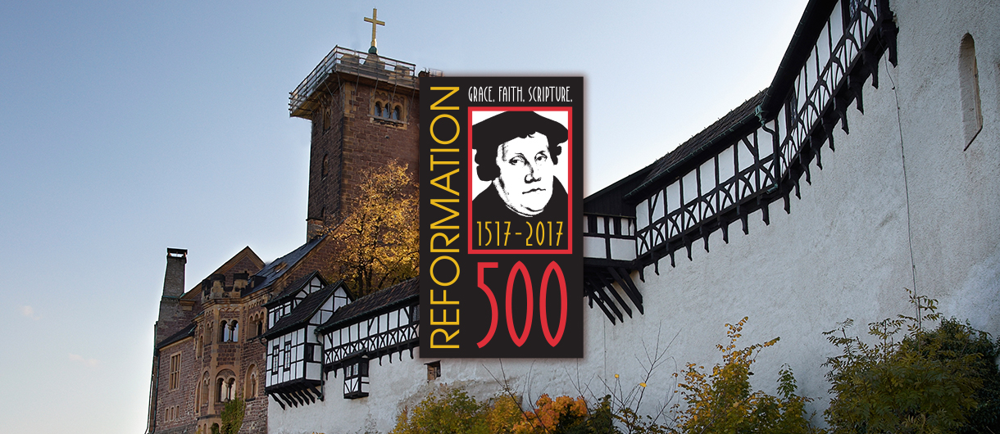 REFORMATION
GRACE. FAITH. SCRIPTURE.
1517-2017
500